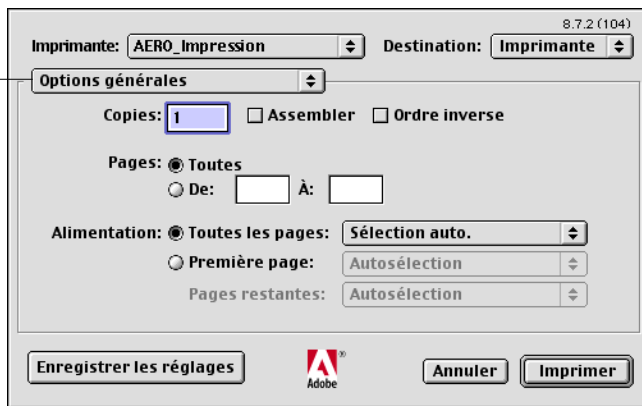 8.7.2 (104)
Imprimante: AERO_Impression Destination: Imprimante
Options générales
Copies: 1 Assembler Ordre inverse
Pages: Toutes
De: À:
Alimentation: Toutes les pages: Sélection auto.
Première page: Autosélection
Pages restantes: Autosélection
Enregistrer les réglages Adobe® Annuler Imprimer